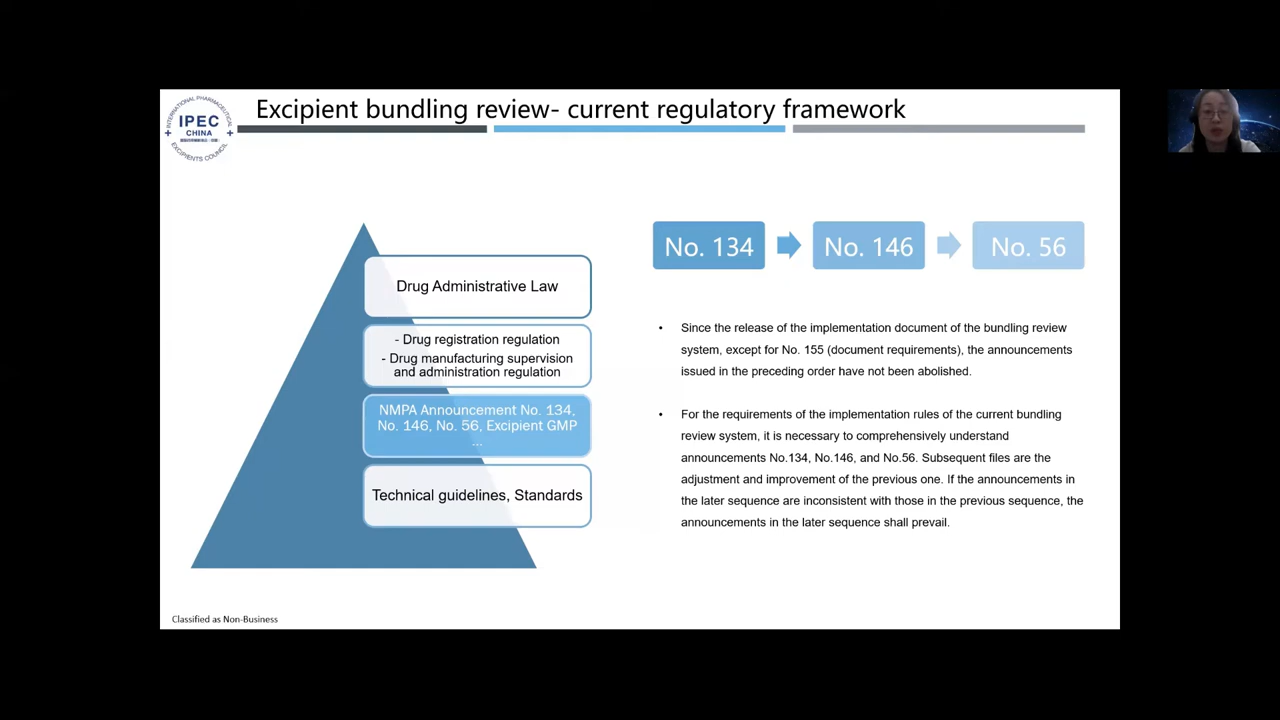 Excipient bundling review- current regulatory framework
INTERNATIONAL PHARMACEUTICAL
IPEC
CHINA
EXCIPIENTS COUNCIL
Drug Administrative Law
- Drug registration regulation
- Drug manufacturing supervision
and administration regulation
NMPA Announcement No. 134,
No. 146, No. 56, Excipient GMP
...
Technical guidelines, Standards
No. 134
No. 146
No. 56
• Since the release of the implementation document of the bundling review
system, except for No. 155 (document requirements), the announcements
issued in the preceding order have not been abolished.
• For the requirements of the implementation rules of the current bundling
review system, it is necessary to comprehensively understand
announcements No.134, No.146, and No.56. Subsequent files are the
adjustment and improvement of the previous one. If the announcements in
the later sequence are inconsistent with those in the previous sequence, the
announcements in the later sequence shall prevail.
Classified as Non-Business